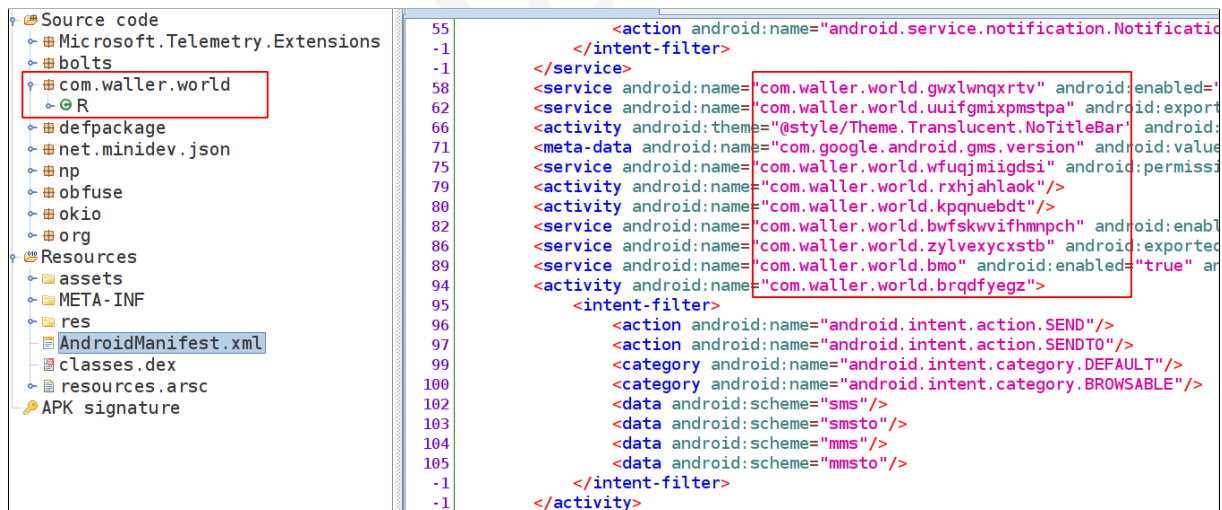 Source code
Microsoft.Telemetry.Extensions
bolts
com.waller.world
R
defpackage
net.minidev.json
np
obfuse
okio
org
Resources
assets
META-INF
res
AndroidManifest.xml
classes.dex
resources.arsc
APK signature
55 <action android:name="android.service.notification.Notificatio
-1 </intent-filter>
-1 </service>
58 <service android:name="com.waller.world.gwxlwnqxrtv" android:enabled="
62 <service android:name="com.waller.world.uuifgmixpmstpa" android:export
66 <activity android:theme="@style/Theme.Translucent.NoTitleBar" android:
71 <meta-data android:name="com.google.android.gms.version" android:value
75 <service android:name="com.waller.world.wfuqjmiigdsi" android:permissi
79 <activity android:name="com.waller.world.rxhjahlaok"/>
80 <activity android:name="com.waller.world.kpqnuebdt"/>
82 <service android:name="com.waller.world.bwfskwvifhmnpch" android:enabl
86 <service android:name="com.waller.world.zylvexycxstb" android:exported
89 <service android:name="com.waller.world.bmo" android:enabled="true" an
94 <activity android:name="com.waller.world.brqdfyegz">
95 <intent-filter>
96 <action android:name="android.intent.action.SEND"/>
97 <action android:name="android.intent.action.SENDTO"/>
99 <category android:name="android.intent.category.DEFAULT"/>
100 <category android:name="android.intent.category.BROWSABLE"/>
102 <data android:scheme="sms"/>
103 <data android:scheme="smsto"/>
104 <data android:scheme="mms"/>
105 <data android:scheme="mmsto"/>
-1 </intent-filter>
-1 </activity>